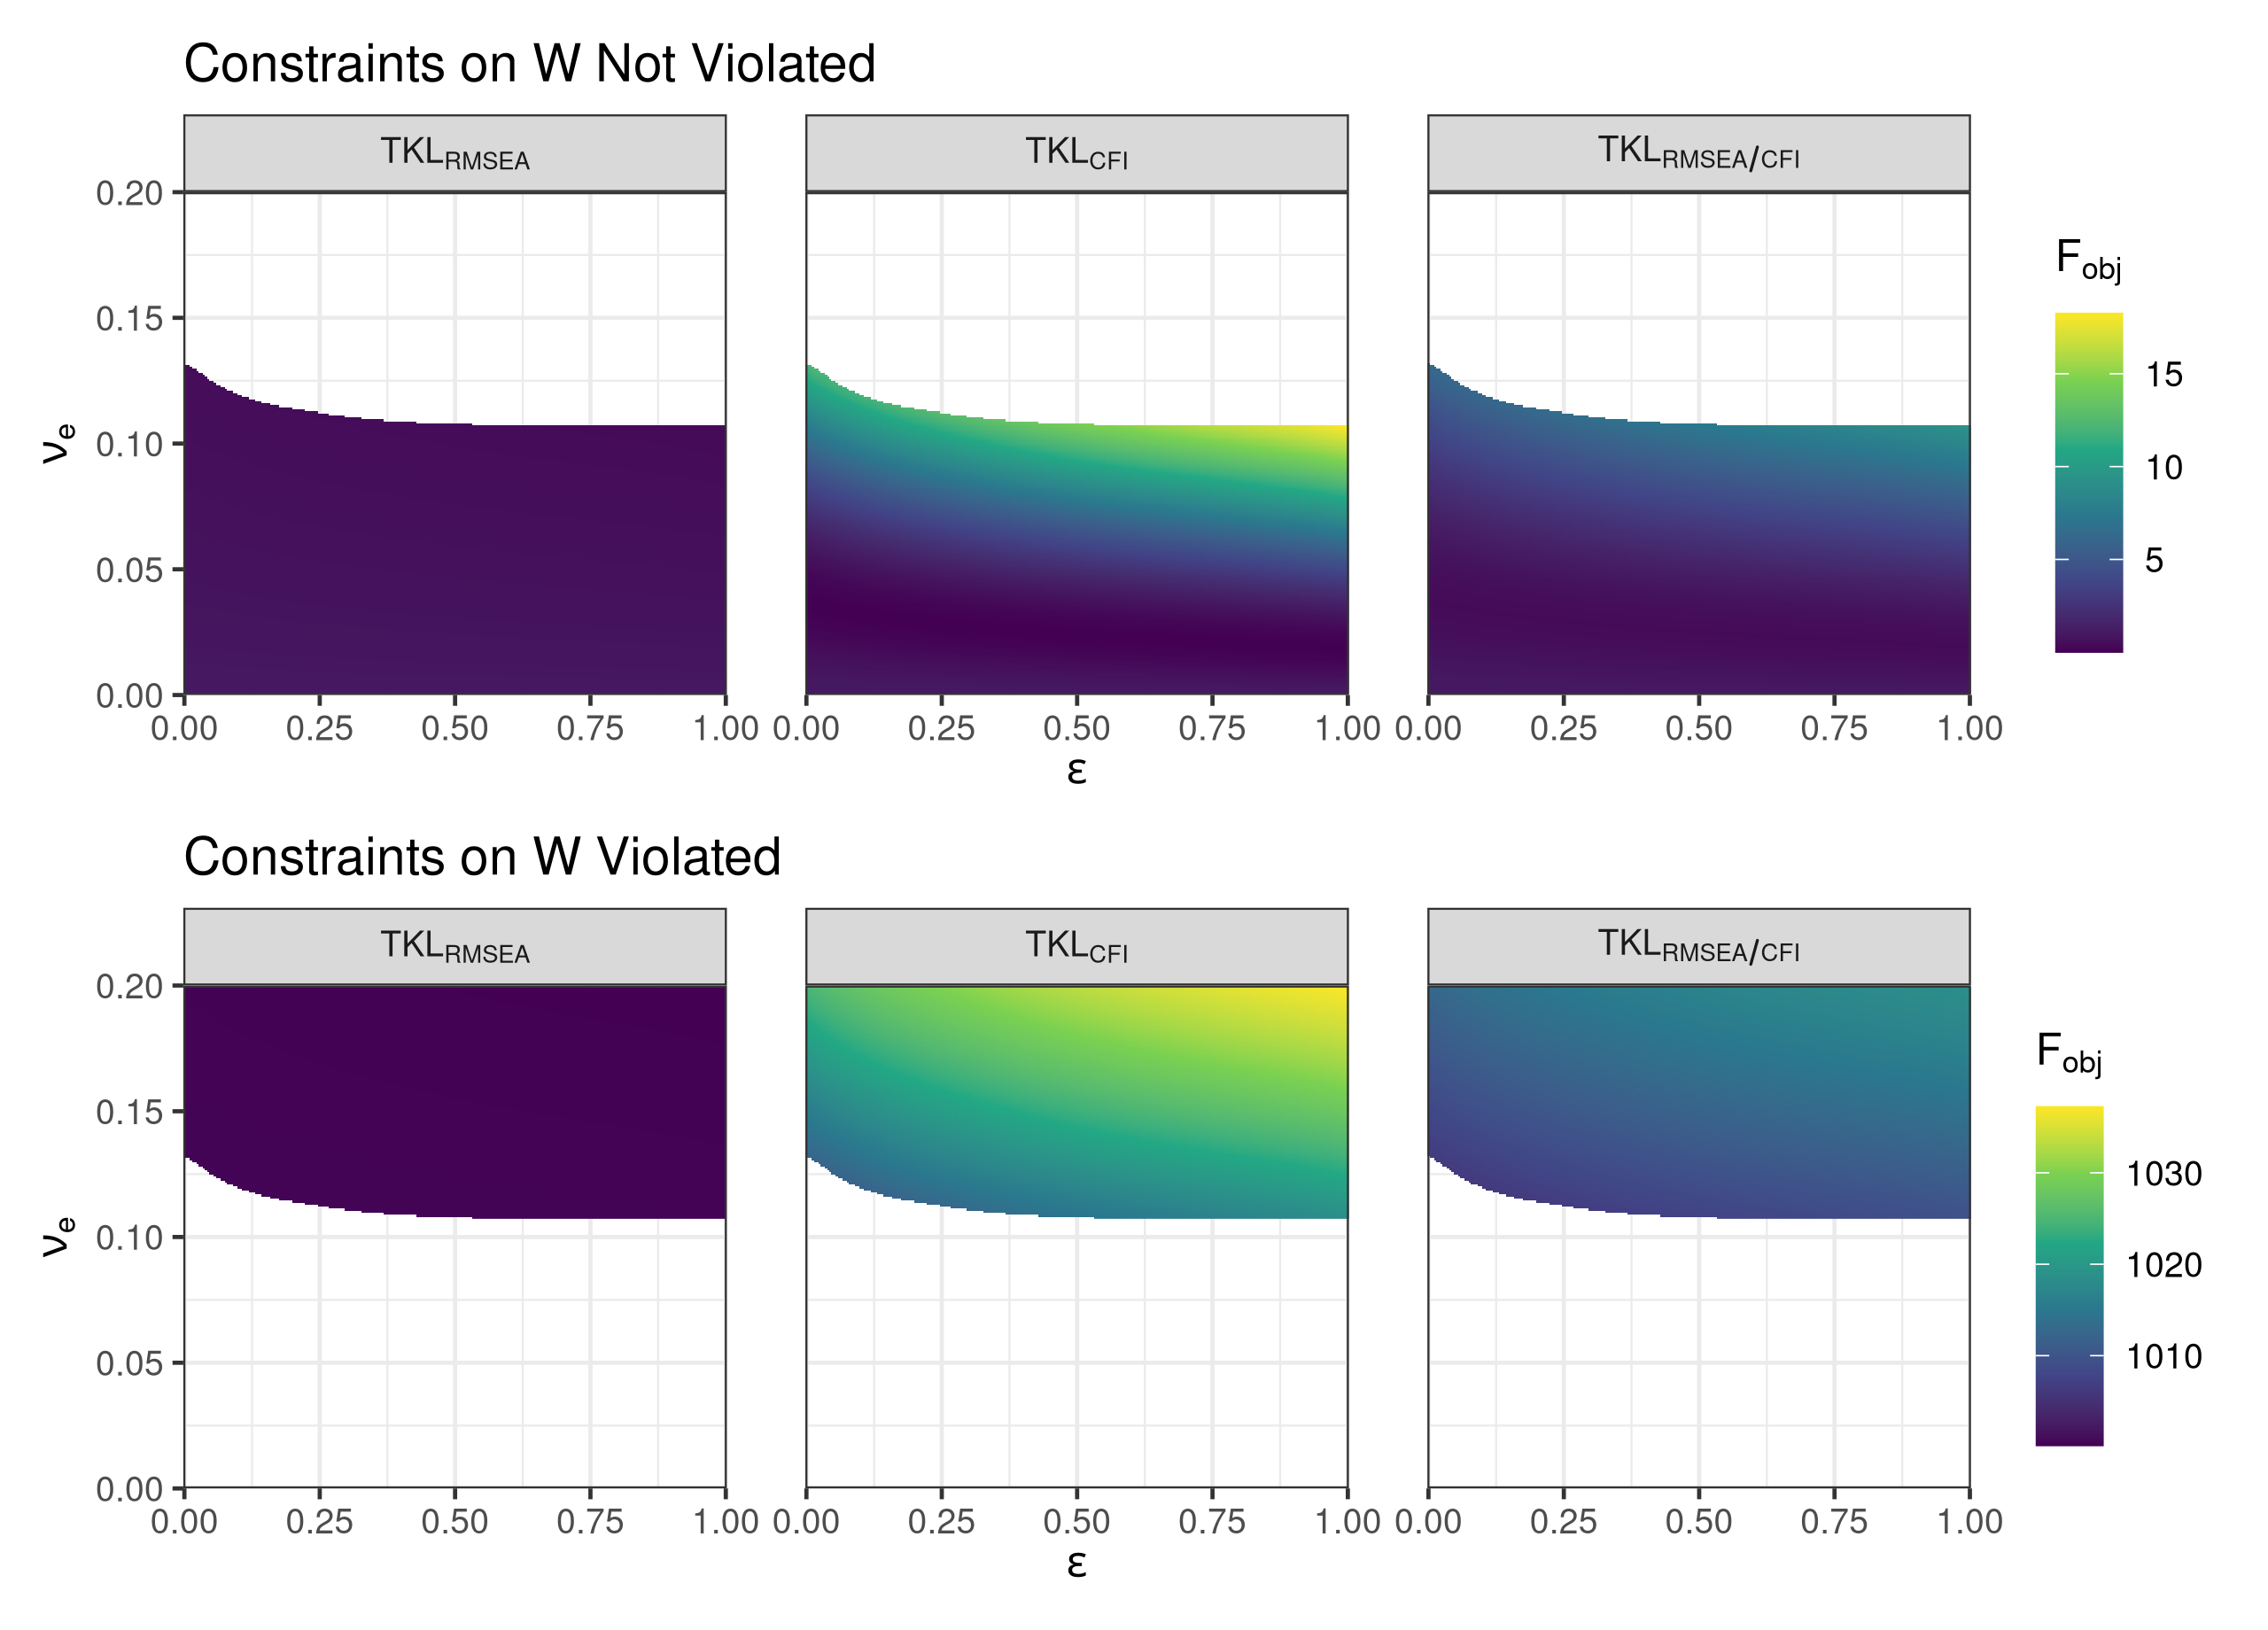 Constraints on W Not Violated
TKLRMSEA TKLCFI TKLRMSEA/CFI
0.20
0.15
0.10
0.05
0.00
νe
0.00 0.25 0.50 0.75 1.00 0.00 0.25 0.50 0.75 1.00 0.00 0.25 0.50 0.75 1.00
ε
Fobj
15
10
5
Constraints on W Violated
TKLRMSEA TKLCFI TKLRMSEA/CFI
0.20
0.15
0.10
0.05
0.00
νe
0.00 0.25 0.50 0.75 1.00 0.00 0.25 0.50 0.75 1.00 0.00 0.25 0.50 0.75 1.00
ε
Fobj
1030
1020
1010